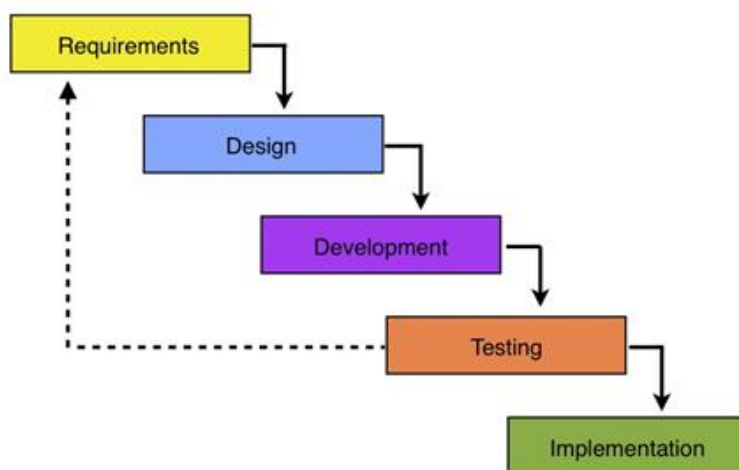 Requirements
Design
Development
Testing
Implementation